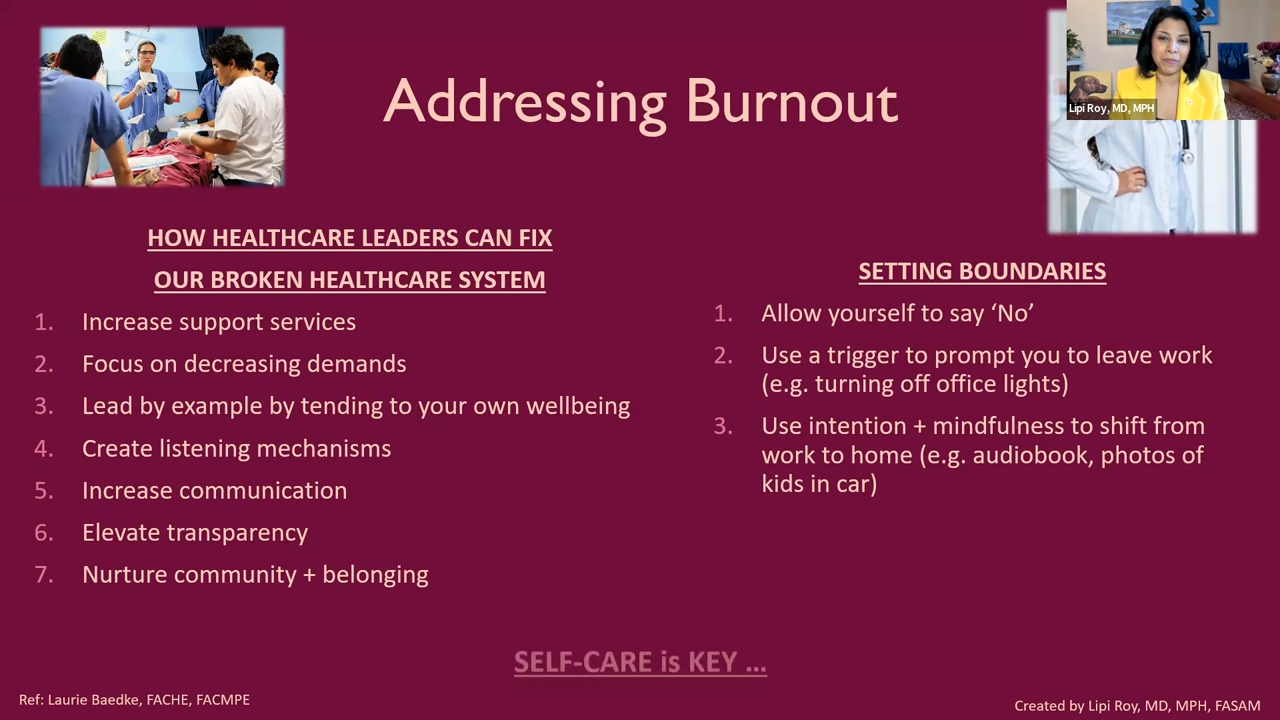 Addressing Burnout
Lipi Roy, MD, MPH
HOW HEALTHCARE LEADERS CAN FIX
OUR BROKEN HEALTHCARE SYSTEM
1. Increase support services
2. Focus on decreasing demands
3. Lead by example by tending to your own wellbeing
4. Create listening mechanisms
5. Increase communication
6. Elevate transparency
7. Nurture community + belonging
SETTING BOUNDARIES
1. Allow yourself to say ‘No’
2. Use a trigger to prompt you to leave work
(e.g. turning off office lights)
3. Use intention + mindfulness to shift from
work to home (e.g. audiobook, photos of
kids in car)
SELF-CARE is KEY …
Ref: Laurie Baedke, FACHE, FACMPE
Created by Lipi Roy, MD, MPH, FASAM